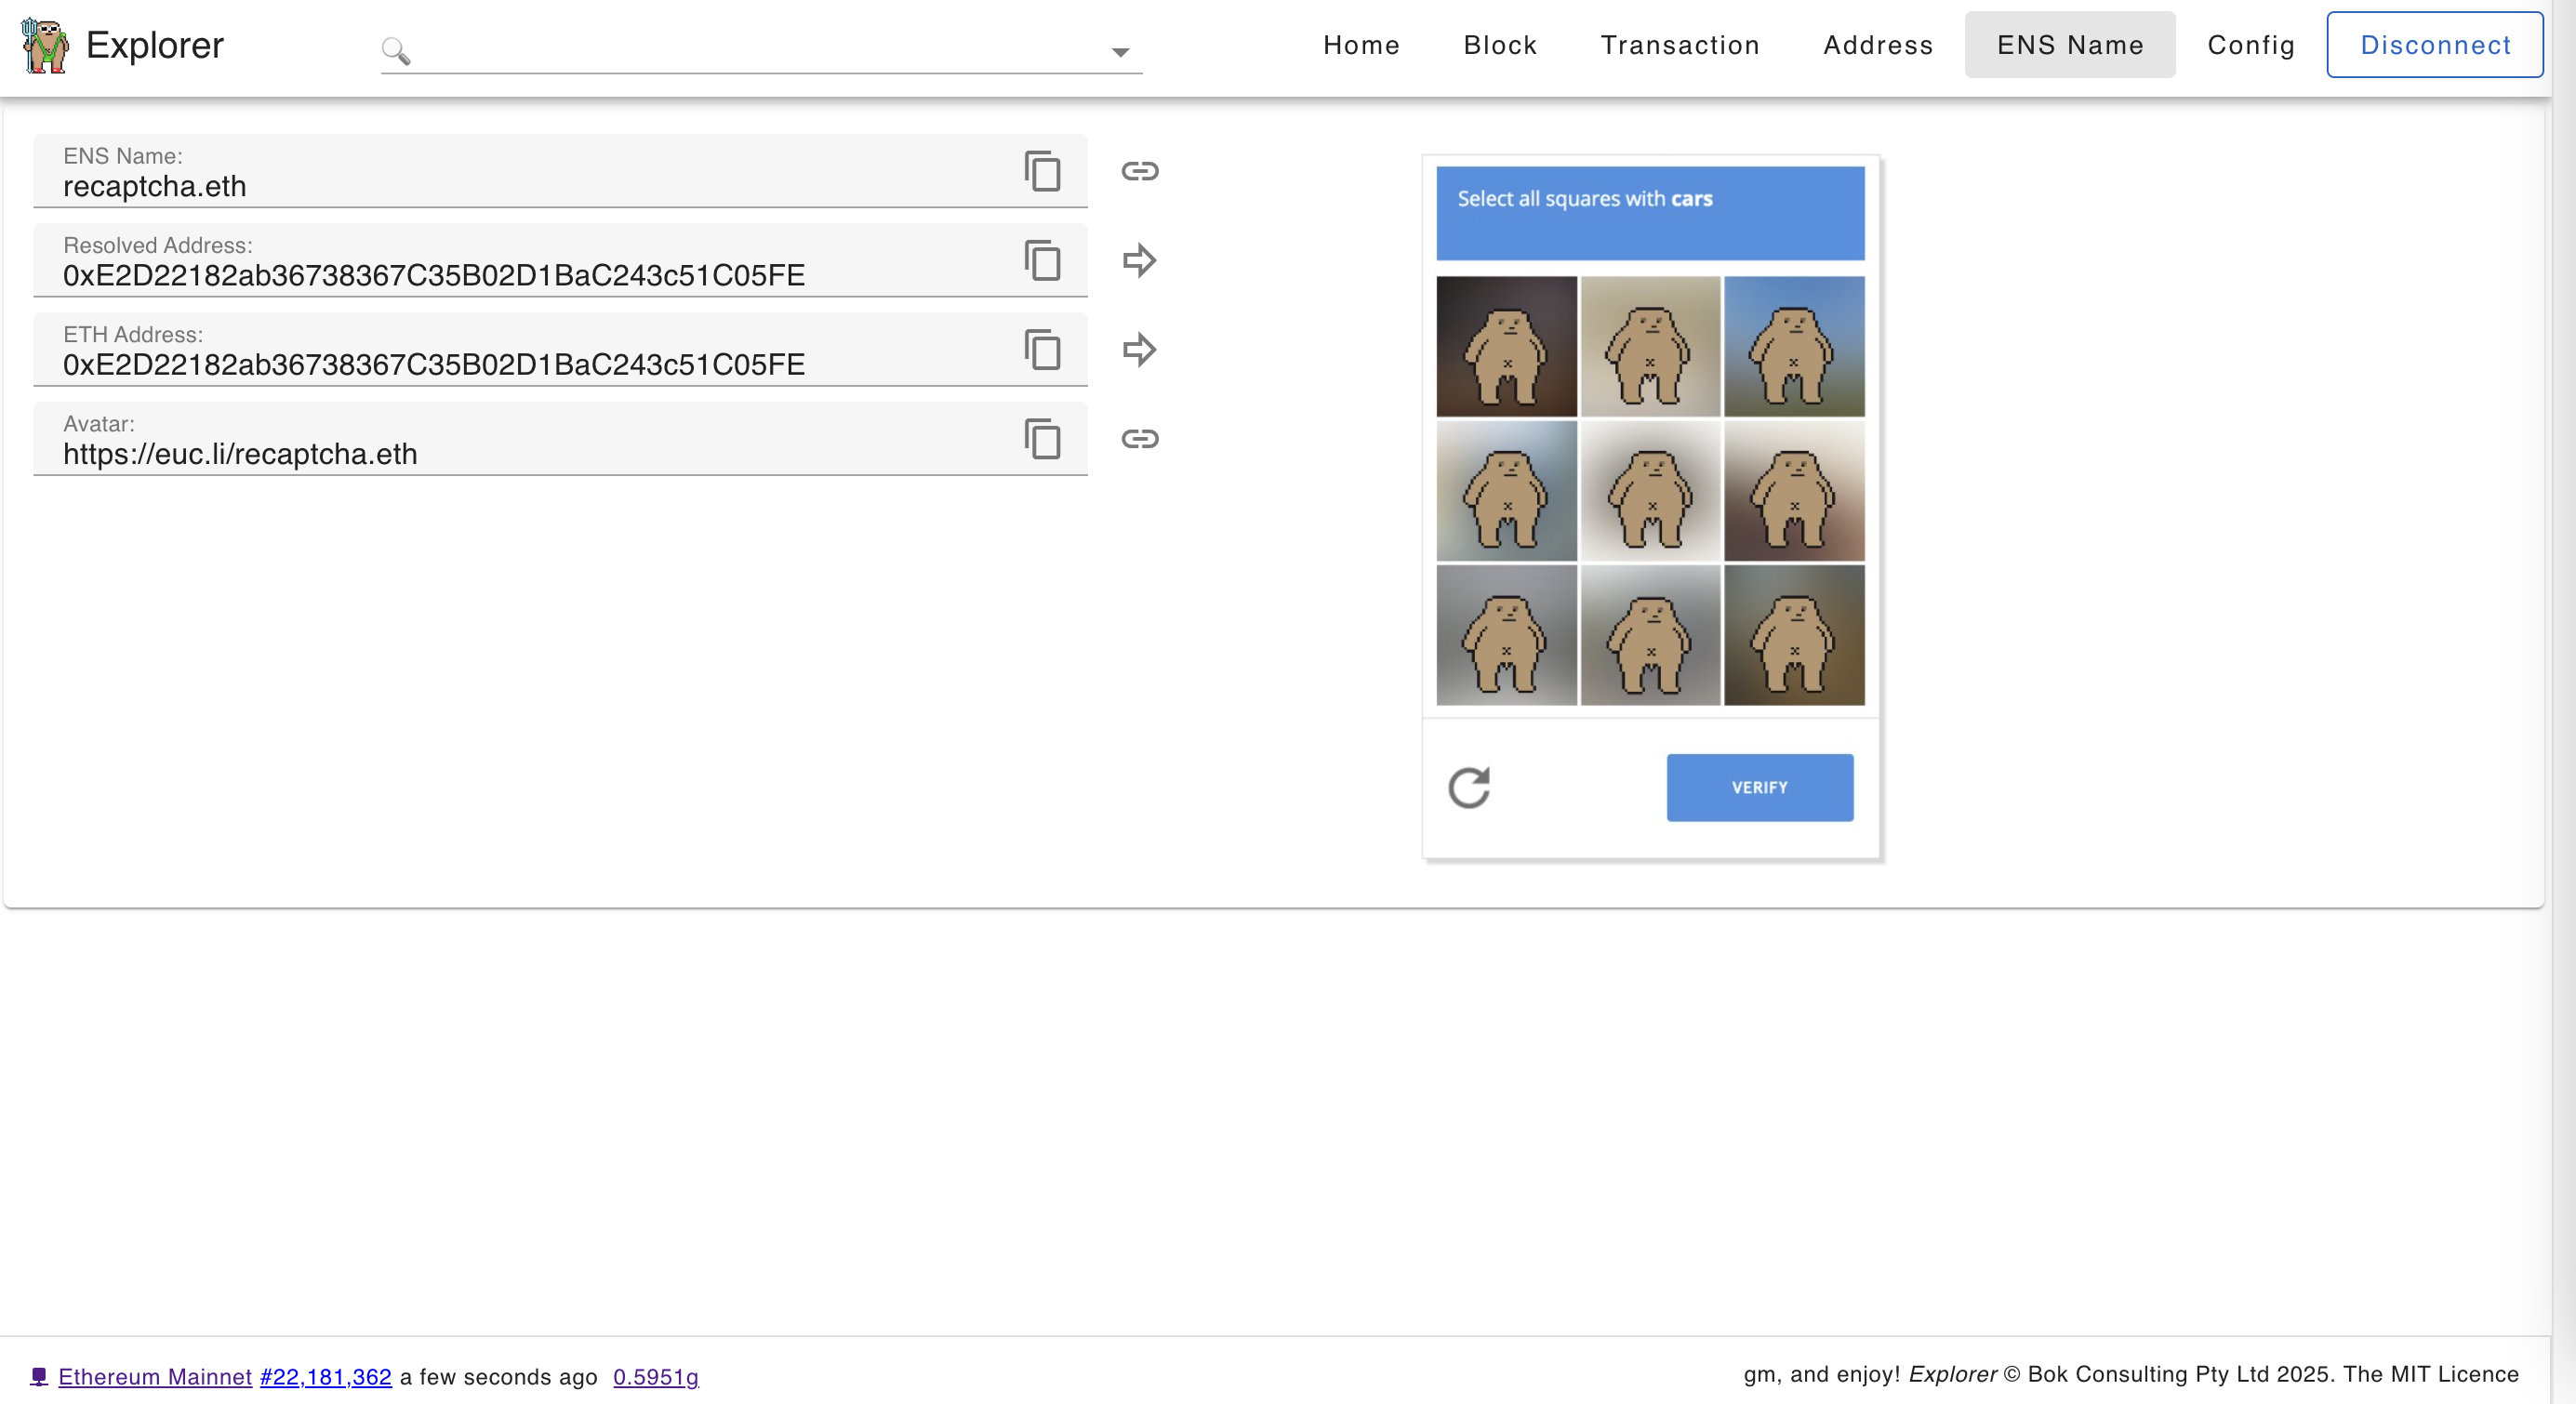 Explorer
Home Block Transaction Address ENS Name Config Disconnect
ENS Name:
recaptcha.eth
Resolved Address:
0xE2D22182ab36738367C35B02D1BaC243c51C05FE
ETH Address:
0xE2D22182ab36738367C35B02D1BaC243c51C05FE
Avatar:
https://euc.li/recaptcha.eth
Select all squares with cars
VERIFY
Ethereum Mainnet #22,181,362 a few seconds ago 0.5951g
gm, and enjoy! Explorer © Bok Consulting Pty Ltd 2025. The MIT Licence